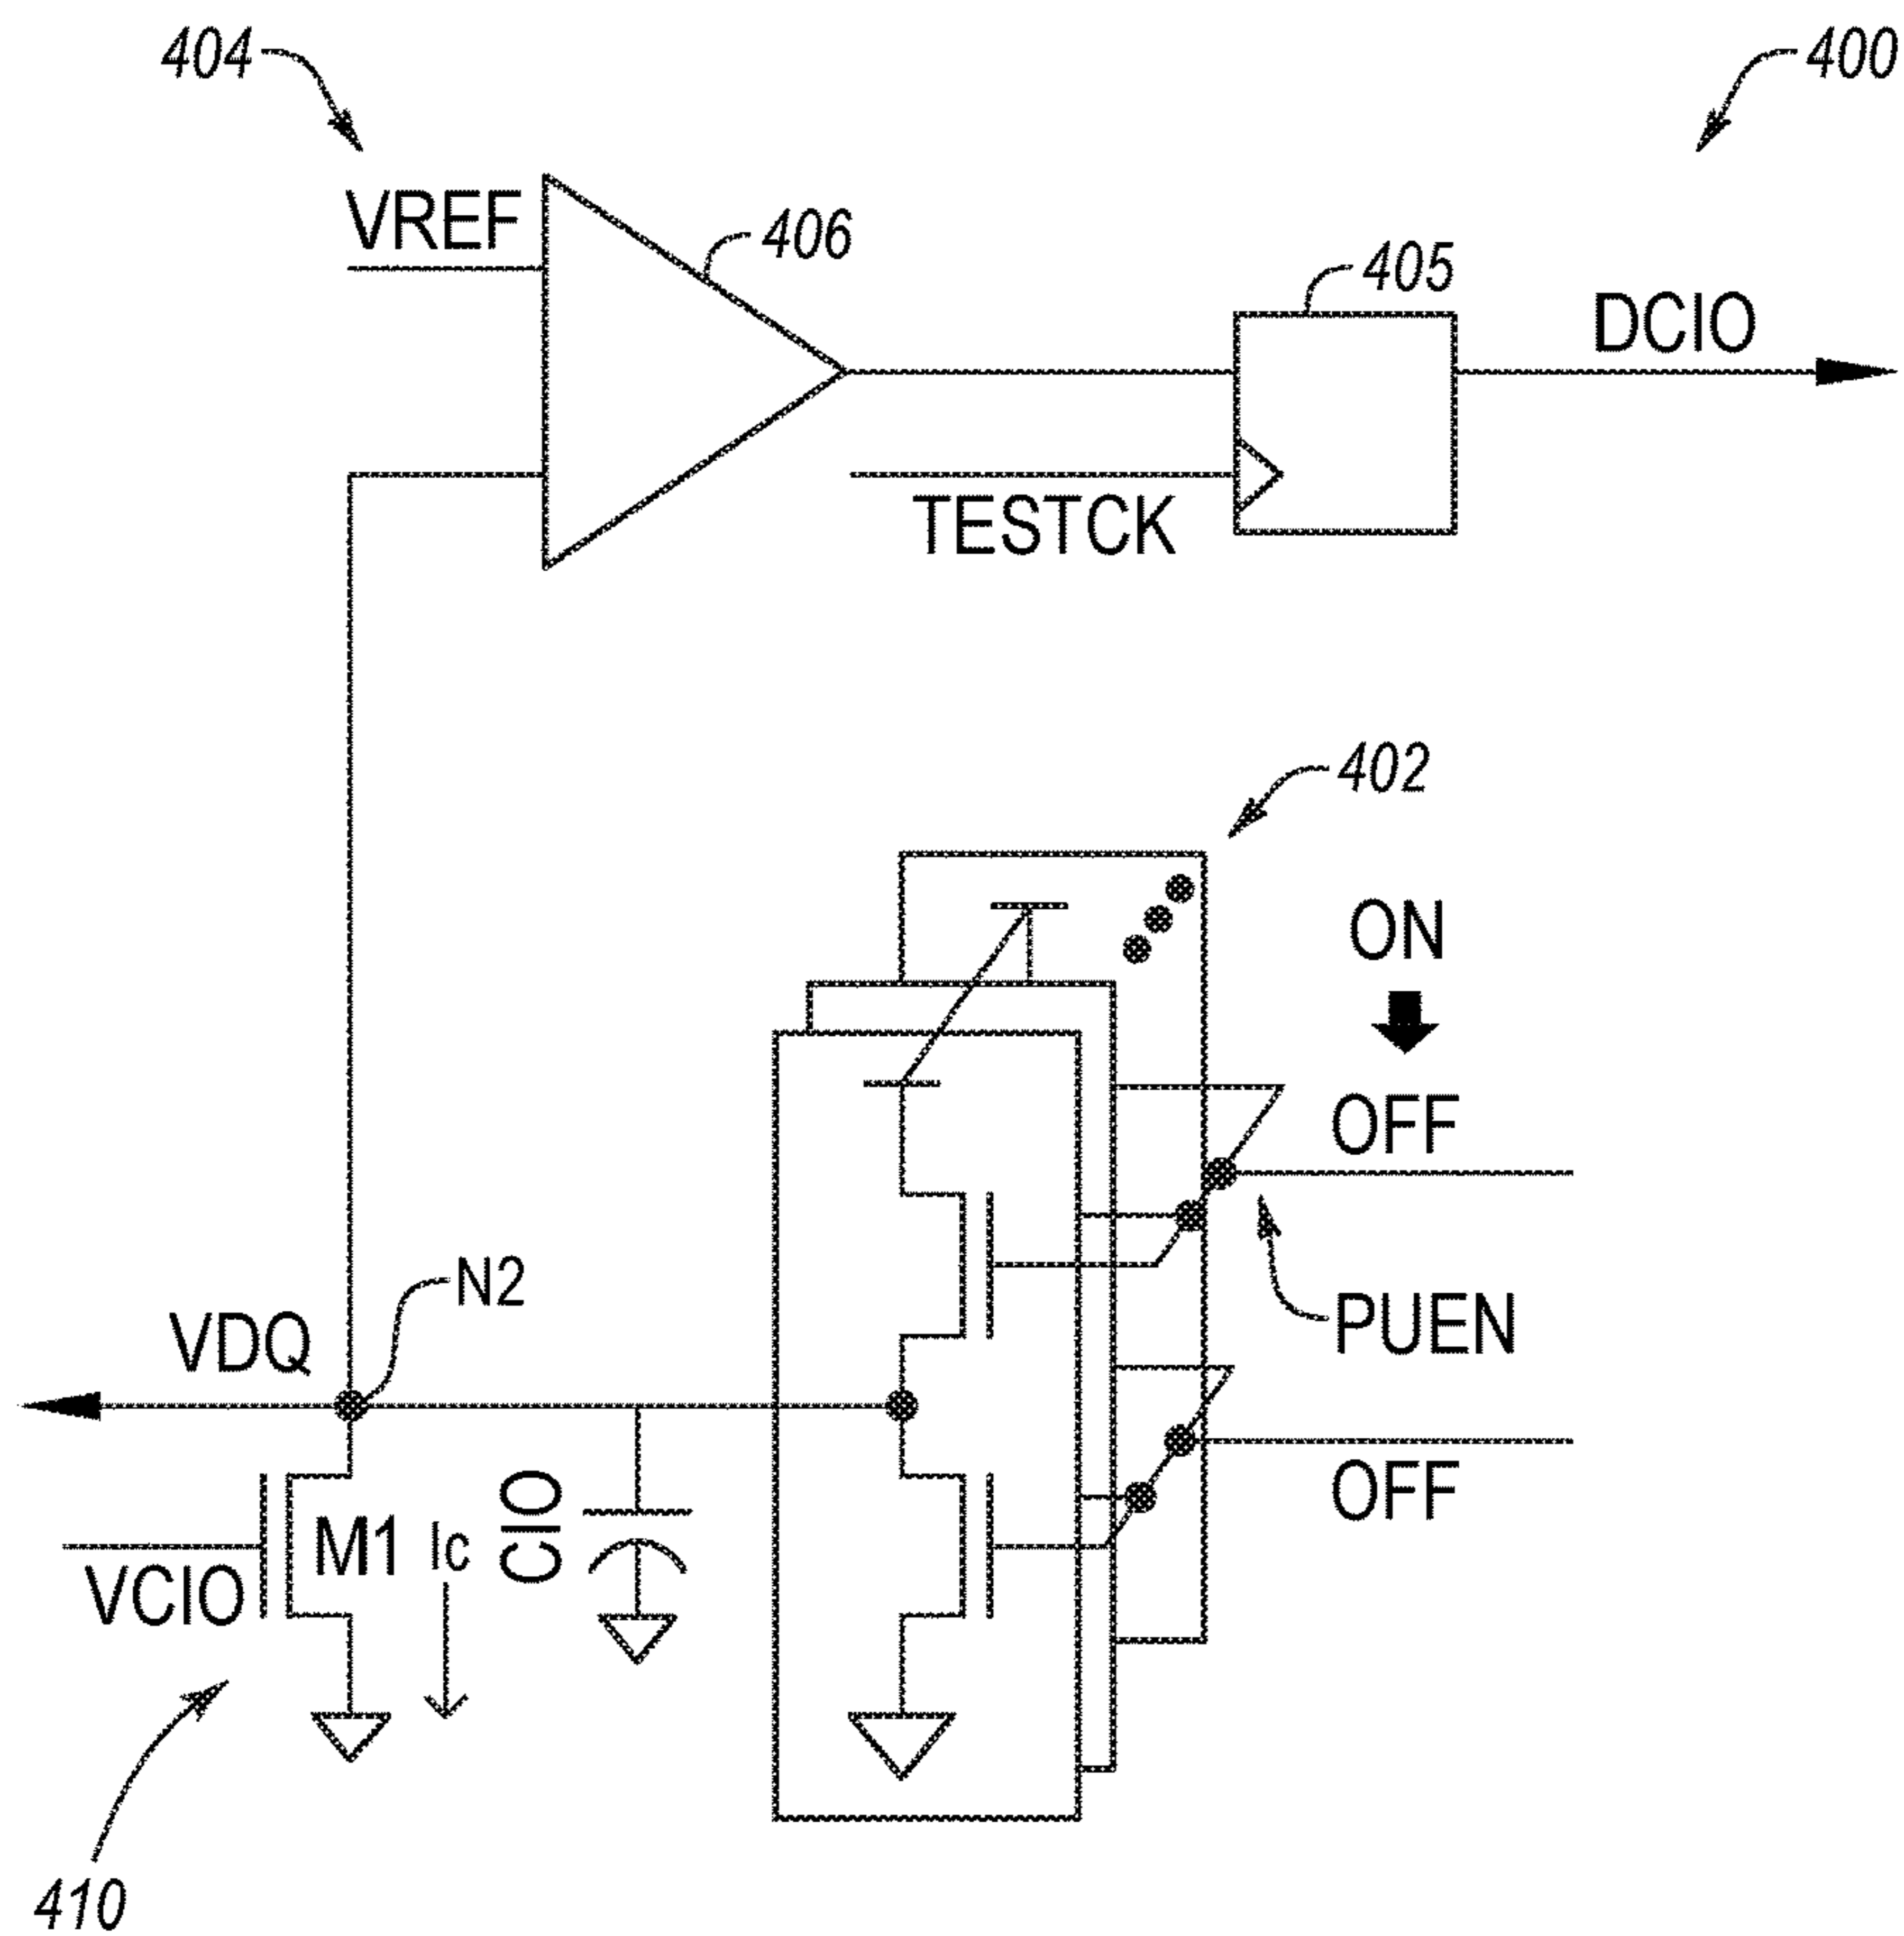 404
400
VREF
406
405
DCIO
TESTCK
402
ON
OFF
PUEN
N2
VDQ
OFF
M1
Ic
CIO
VCIO
410